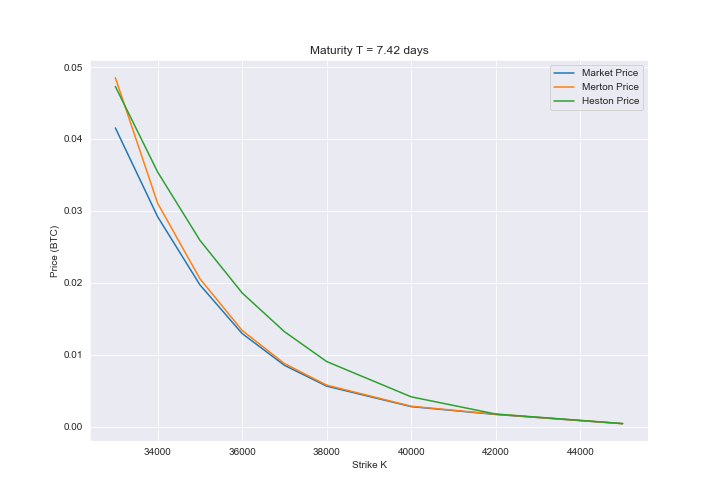 Maturity T = 7.42 days
Market Price
Merton Price
Heston Price
0.05
0.04
0.03
0.02
0.01
0.00
Price (BTC)
34000 36000 38000 40000 42000 44000
Strike K